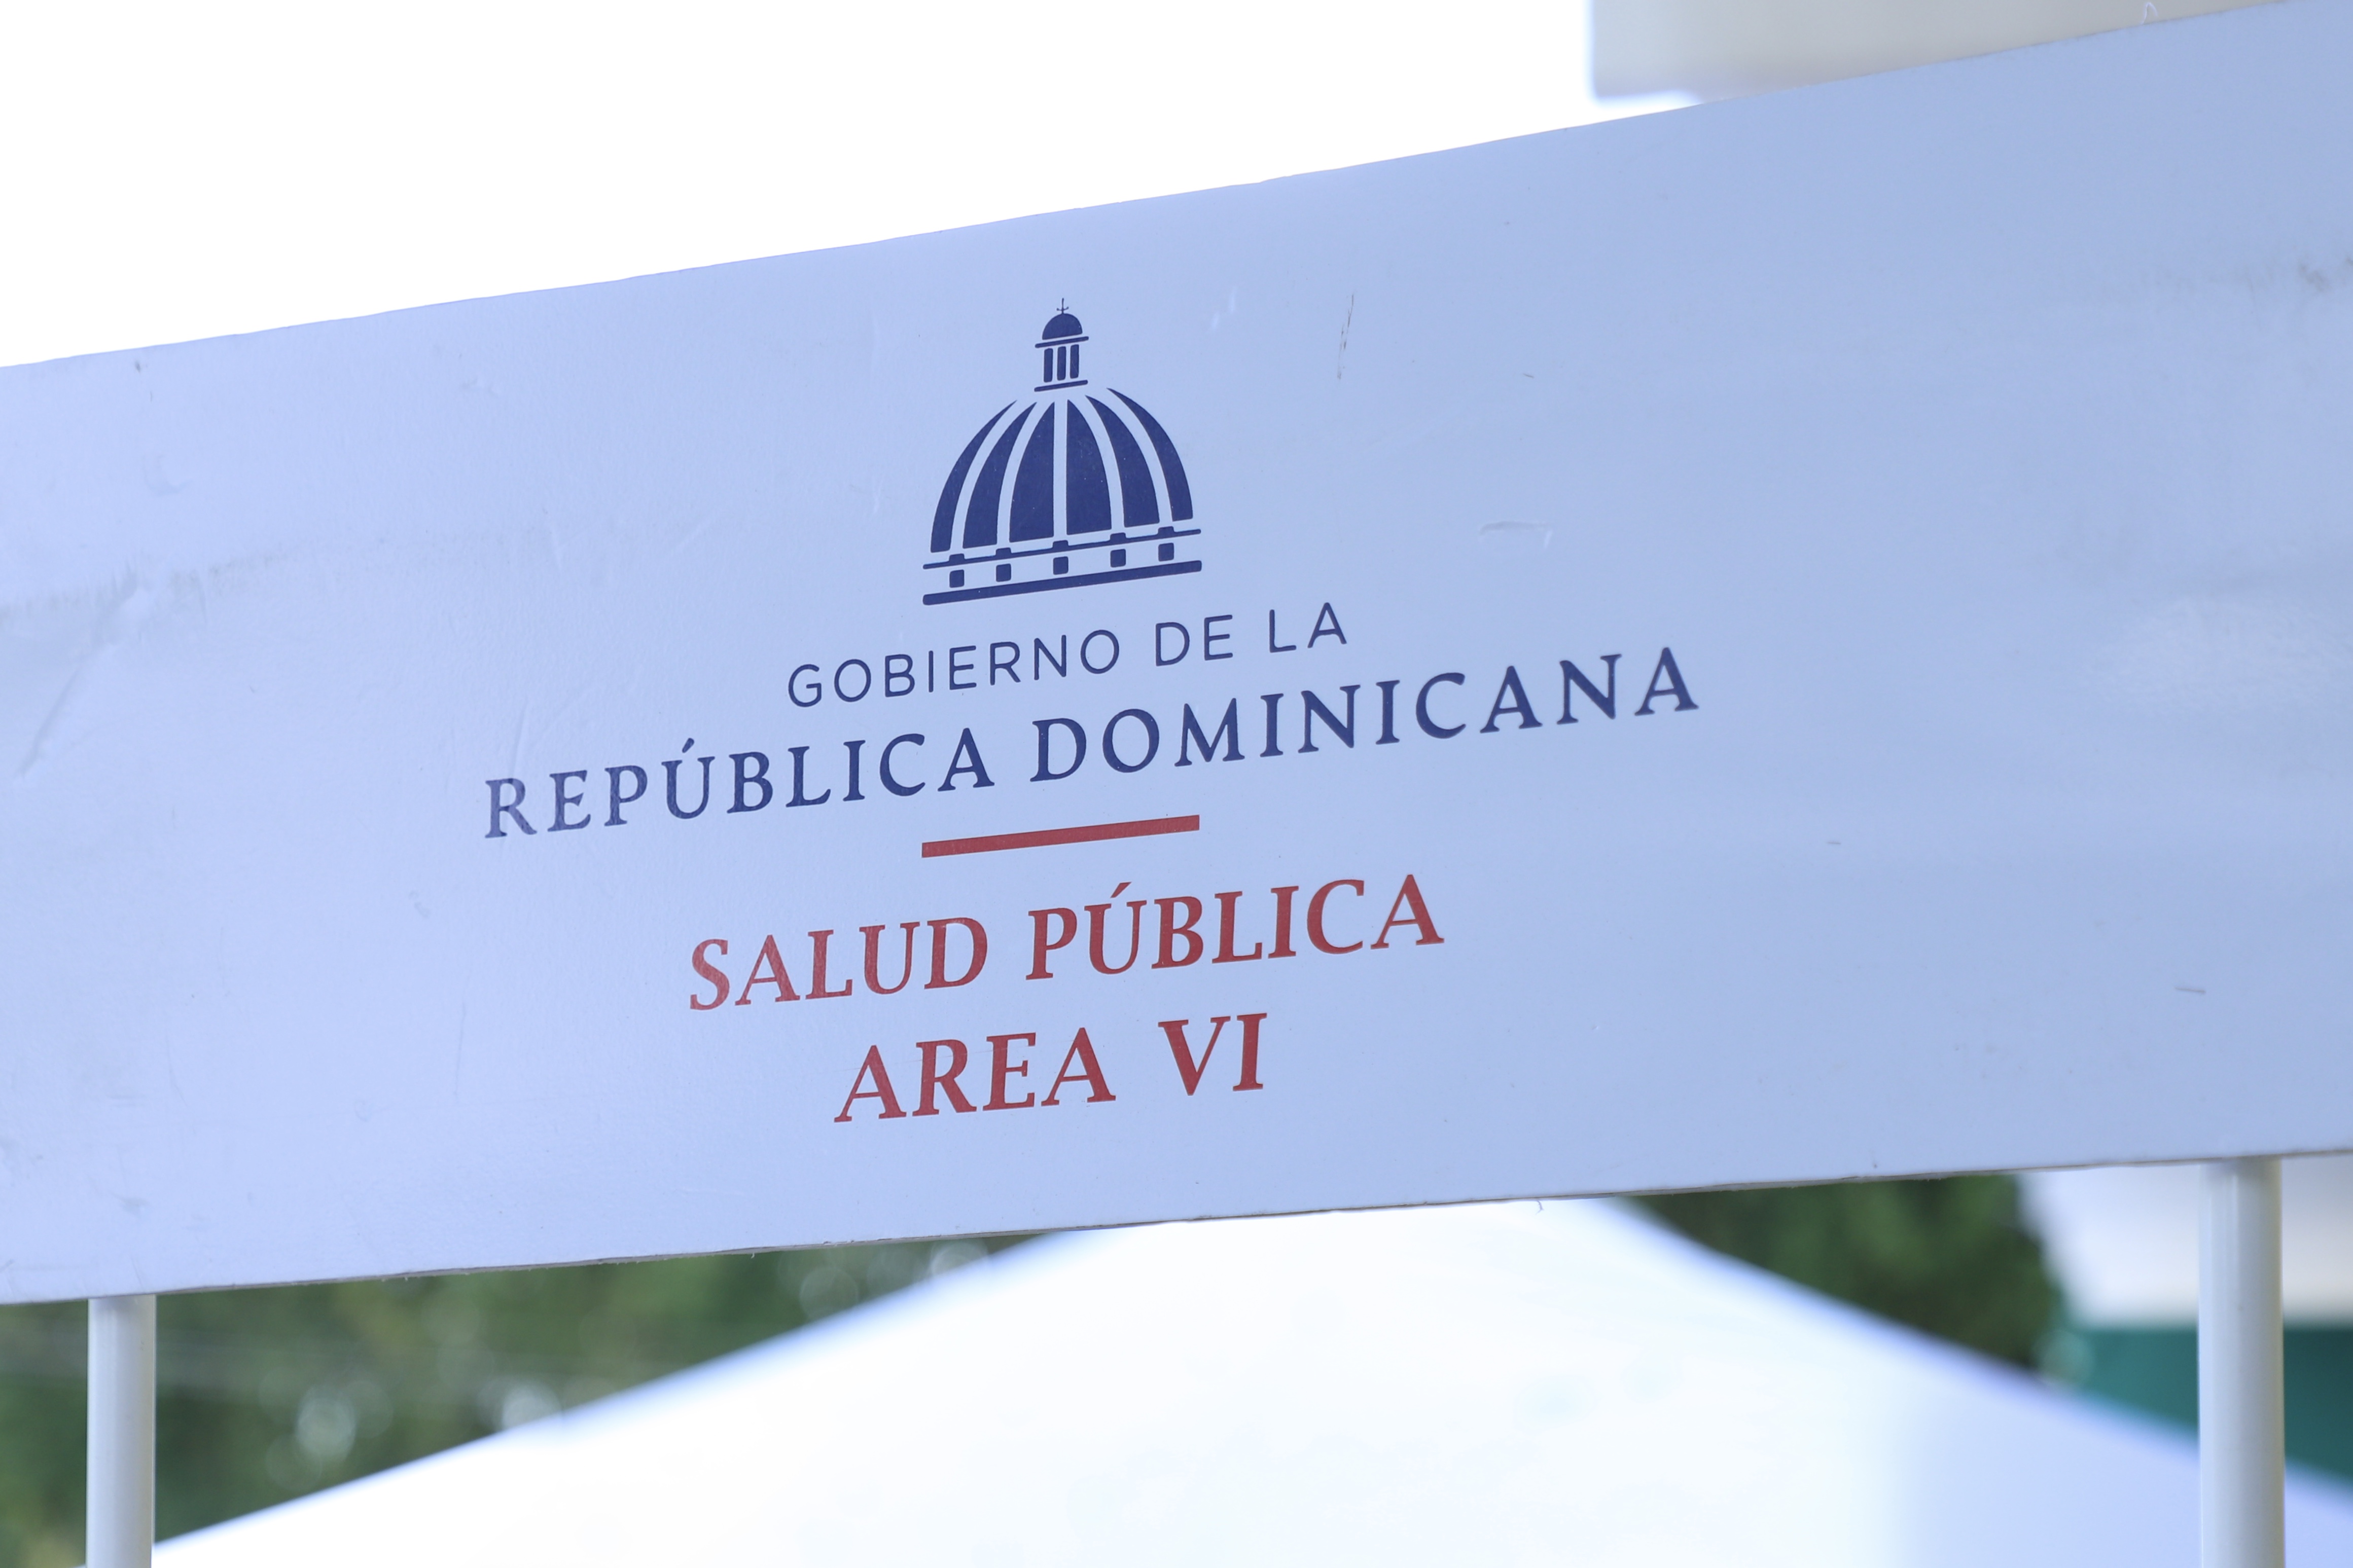 GOBIERNO DE LA
REPÚBLICA DOMINICANA
SALUD PÚBLICA
AREA VI